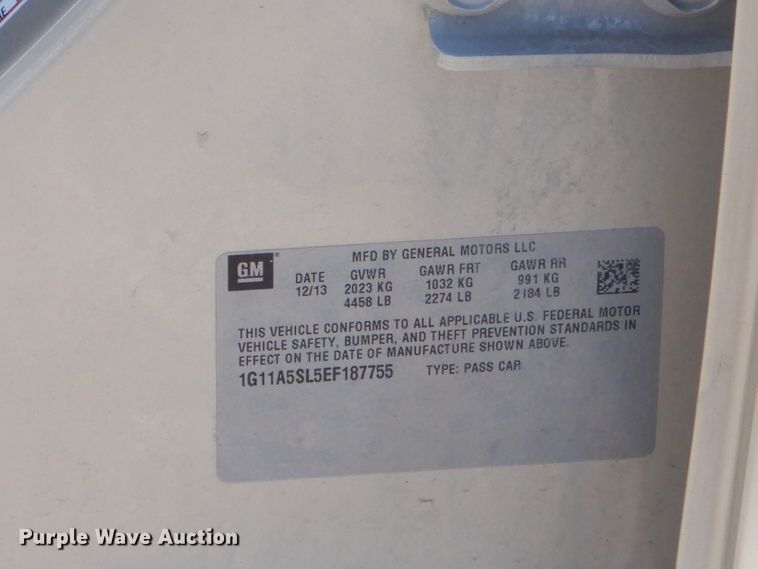 MFD BY GENERAL MOTORS LLC
GM
DATE GVWR GAWR FRT GAWR RR
12/13 2023 KG 1032 KG 991 KG
4458 LB 2274 LB 2184 LB
THIS VEHICLE CONFORMS TO ALL APPLICABLE U.S. FEDERAL MOTOR
VEHICLE SAFETY, BUMPER, AND THEFT PREVENTION STANDARDS IN
EFFECT ON THE DATE OF MANUFACTURE SHOWN ABOVE.
1G11A5SL5EF187755 TYPE: PASS CAR
Purple Wave Auction